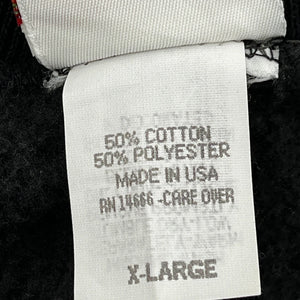 50% COTTON
50% POLYESTER
MADE IN USA
RN 14666 -CARE OVER
X-LARGE